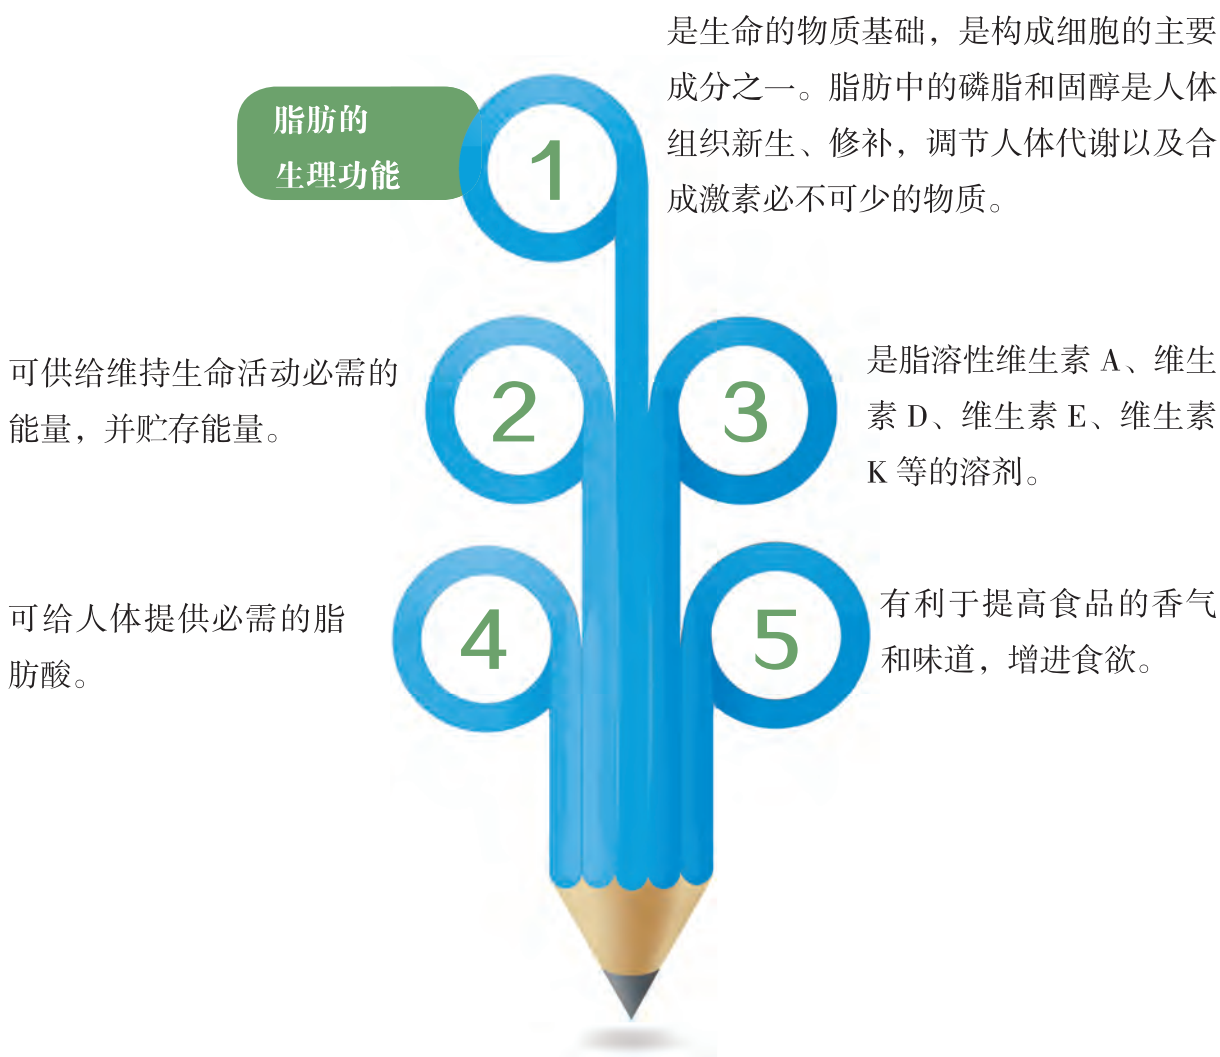 脂肪的
生理功能
1
是生命的物质基础，是构成细胞的主要
成分之一。脂肪中的磷脂和固醇是人体
组织新生、修补，调节人体代谢以及合
成激素必不可少的物质。
2
可供给维持生命活动必需的
能量，并贮存能量。
3
是脂溶性维生素 A、维生
素 D、维生素 E、维生素
K 等的溶剂。
4
可给人体提供必需的脂
肪酸。
5
有利于提高食品的香气
和味道，增进食欲。